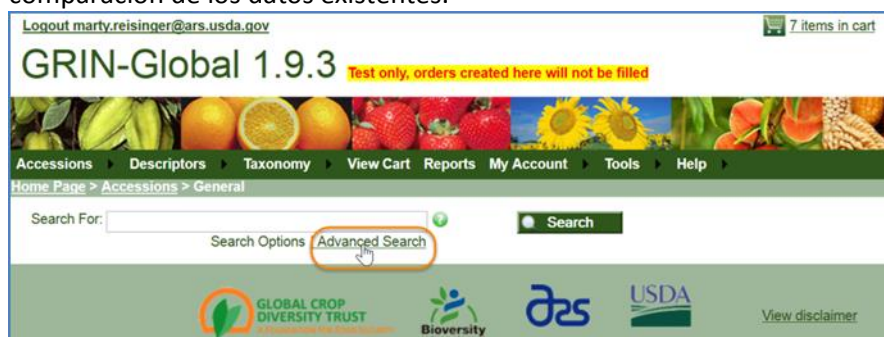 comparación de los datos existentes.
Logout marty.reisinger@ars.usda.gov 7 items in cart
GRIN-Global 1.9.3 Test only, orders created here will not be filled
Accessions Descriptors Taxonomy View Cart Reports My Account Tools Help
Home Page > Accessions > General
Search For: Search
Search Options Advanced Search
GLOBAL CROP
DIVERSITY TRUST
Bioversity
ars
USDA
View disclaimer